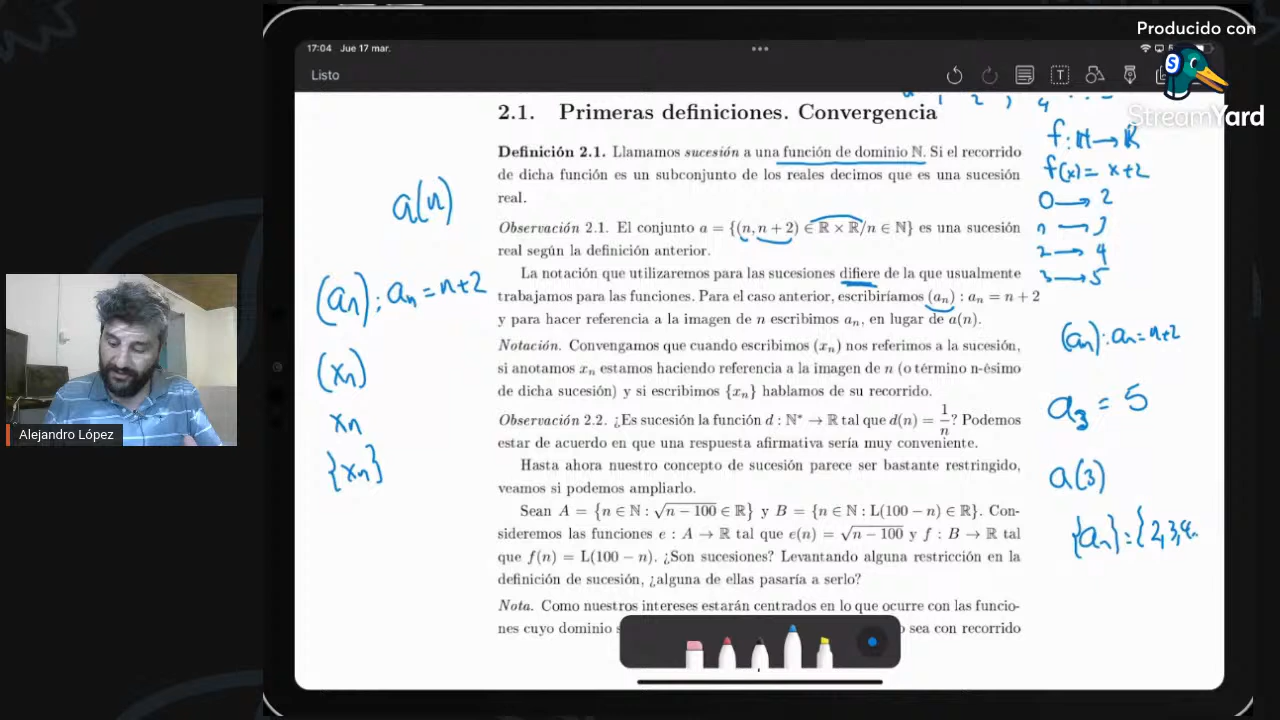 Producido con
StreamYard
17:04 Jue 17 mar.
Listo
2.1. Primeras definiciones. Convergencia
Definición 2.1. Llamamos sucesión a una función de dominio ℕ. Si el recorrido
de dicha función es un subconjunto de los reales decimos que es una sucesión
real.
Observación 2.1. El conjunto a = {(n, n + 2) ∈ ℝ × ℝ/n ∈ ℕ} es una sucesión
real según la definición anterior.
La notación que utilizaremos para las sucesiones difiere de la que usualmente
trabajamos para las funciones. Para el caso anterior, escribiríamos (aₙ) : aₙ = n + 2
y para hacer referencia a la imagen de n escribimos aₙ, en lugar de a(n).
Notación. Convengamos que cuando escribimos (xₙ) nos referimos a la sucesión,
si anotamos xₙ estamos haciendo referencia a la imagen de n (o término n-ésimo
de dicha sucesión) y si escribimos {xₙ} hablamos de su recorrido.
Observación 2.2. ¿Es sucesión la función d : ℕ* → ℝ tal que d(n) = 1/n? Podemos
estar de acuerdo en que una respuesta afirmativa sería muy conveniente.
Hasta ahora nuestro concepto de sucesión parece ser bastante restringido,
veamos si podemos ampliarlo.
Sean A = {n ∈ ℕ : √(n − 100) ∈ ℝ} y B = {n ∈ ℕ : L(100 − n) ∈ ℝ}. Con-
sideremos las funciones e : A → ℝ tal que e(n) = √(n − 100) y f : B → ℝ tal
que f(n) = L(100 − n). ¿Son sucesiones? Levantando alguna restricción en la
definición de sucesión, ¿alguna de ellas pasaría a serlo?
Nota. Como nuestros intereses estarán centrados en lo que ocurre con las funcio-
nes cuyo dominio s
o sea con recorrido
a(n)
(aₙ) : aₙ = n+2
(xₙ)
xₙ
{xₙ}
f : ℕ → ℝ
f(x) = x+2
0 → 2
1 → 3
2 → 4
3 → 5
(aₙ) : aₙ = n+2
a₃ = 5
a(3)
{aₙ} = {2,3,4
Alejandro López